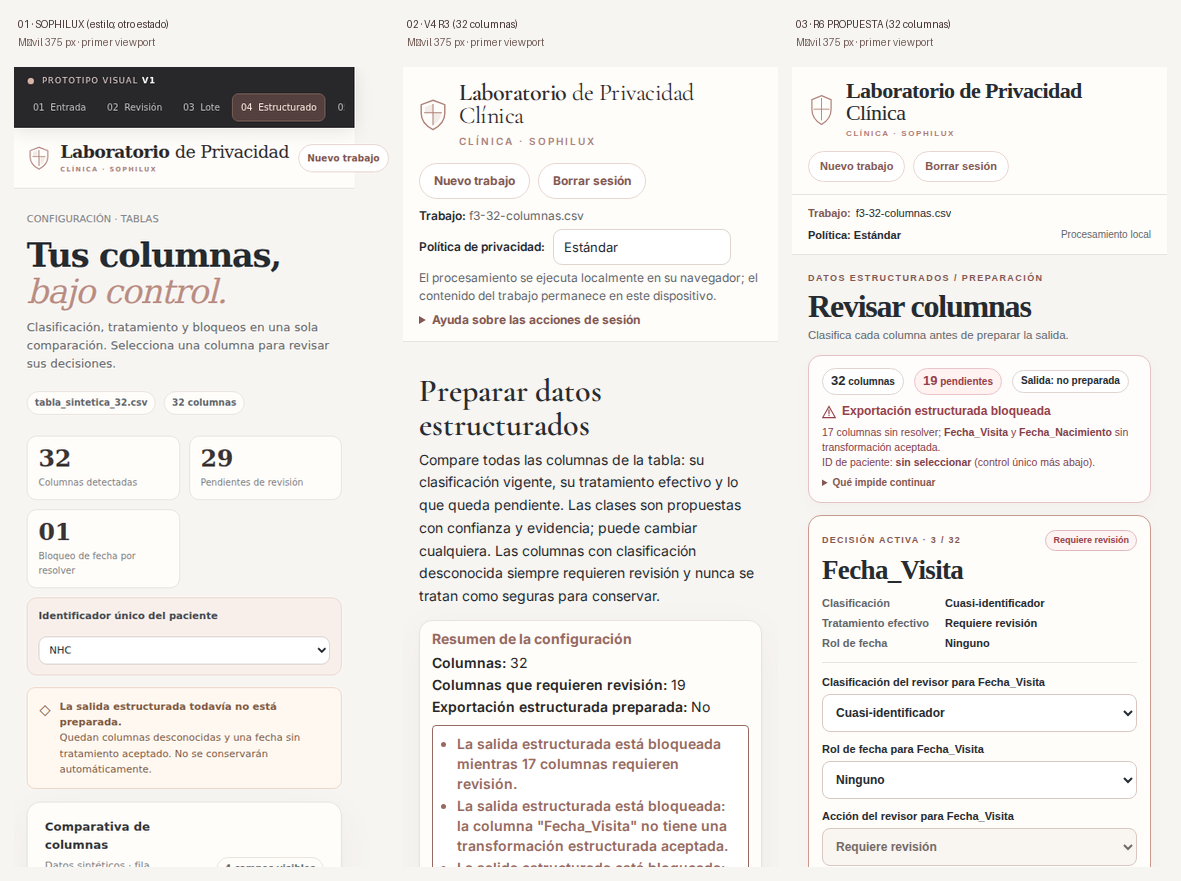 01 · SOPHILUX (estilo; otro estado)
Móvil 375 px · primer viewport
PROTOTIPO VISUAL V1
01 Entrada
02 Revisión
03 Lote
04 Estructurado
Laboratorio de Privacidad
CLÍNICA · SOPHILUX
Nuevo trabajo
CONFIGURACIÓN · TABLAS
Tus columnas,
bajo control.
Clasificación, tratamiento y bloqueos en una sola
comparación. Selecciona una columna para revisar
sus decisiones.
tabla_sintetica_32.csv
32 columnas
32
Columnas detectadas
29
Pendientes de revisión
01
Bloqueo de fecha por
resolver
Identificador único del paciente
NHC
La salida estructurada todavía no está
preparada.
Quedan columnas desconocidas y una fecha sin
tratamiento aceptado. No se conservarán
automáticamente.
Comparativa de
columnas
02 · V4 R3 (32 columnas)
Móvil 375 px · primer viewport
Laboratorio de Privacidad
Clínica
CLÍNICA · SOPHILUX
Nuevo trabajo
Borrar sesión
Trabajo: f3-32-columnas.csv
Política de privacidad:
Estándar
El procesamiento se ejecuta localmente en su navegador; el
contenido del trabajo permanece en este dispositivo.
Ayuda sobre las acciones de sesión
Preparar datos
estructurados
Compare todas las columnas de la tabla: su
clasificación vigente, su tratamiento efectivo y lo
que queda pendiente. Las clases son propuestas
con confianza y evidencia; puede cambiar
cualquiera. Las columnas con clasificación
desconocida siempre requieren revisión y nunca se
tratan como seguras para conservar.
Resumen de la configuración
Columnas: 32
Columnas que requieren revisión: 19
Exportación estructurada preparada: No
La salida estructurada está bloqueada
mientras 17 columnas requieren
revisión.
La salida estructurada está bloqueada:
la columna "Fecha_Visita" no tiene una
transformación estructurada aceptada.
03 · R6 PROPUESTA (32 columnas)
Móvil 375 px · primer viewport
Laboratorio de Privacidad
Clínica
CLÍNICA · SOPHILUX
Nuevo trabajo
Borrar sesión
Trabajo: f3-32-columnas.csv
Política: Estándar
Procesamiento local
DATOS ESTRUCTURADOS / PREPARACIÓN
Revisar columnas
Clasifica cada columna antes de preparar la salida.
32 columnas
19 pendientes
Salida: no preparada
Exportación estructurada bloqueada
17 columnas sin resolver; Fecha_Visita y Fecha_Nacimiento sin
transformación aceptada.
ID de paciente: sin seleccionar (control único más abajo).
Qué impide continuar
DECISIÓN ACTIVA · 3 / 32
Requiere revisión
Fecha_Visita
Clasificación
Cuasi-identificador
Tratamiento efectivo
Requiere revisión
Rol de fecha
Ninguno
Clasificación del revisor para Fecha_Visita
Cuasi-identificador
Rol de fecha para Fecha_Visita
Ninguno
Acción del revisor para Fecha_Visita
Requiere revisión